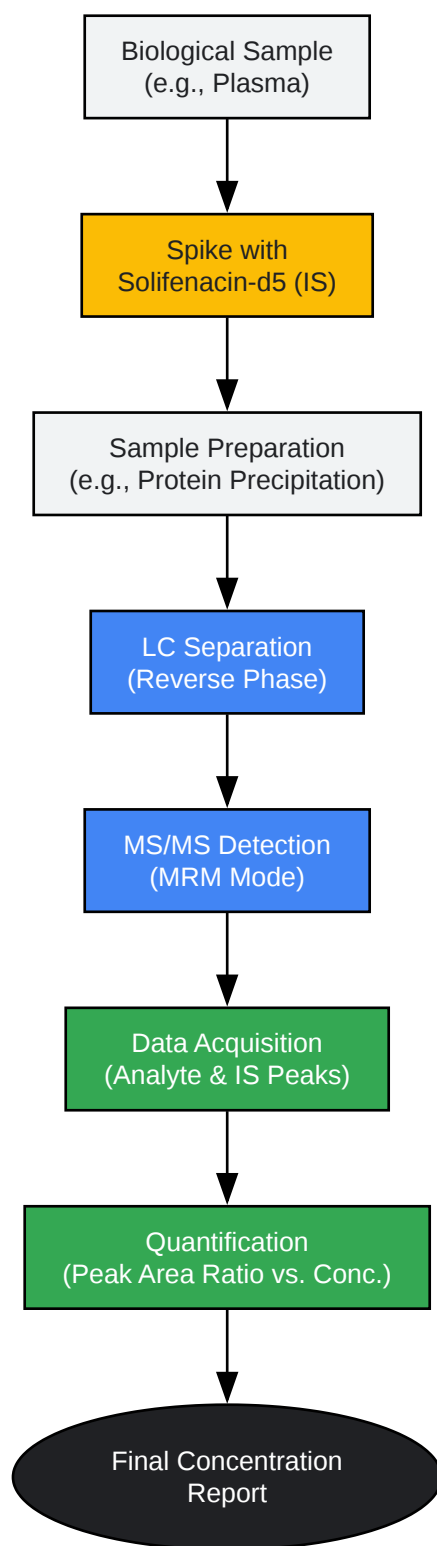 Biological Sample
(e.g., Plasma)
Spike with
Solifenacin-d5 (IS)
Sample Preparation
(e.g., Protein Precipitation)
LC Separation
(Reverse Phase)
MS/MS Detection
(MRM Mode)
Data Acquisition
(Analyte & IS Peaks)
Quantification
(Peak Area Ratio vs. Conc.)
Final Concentration
Report